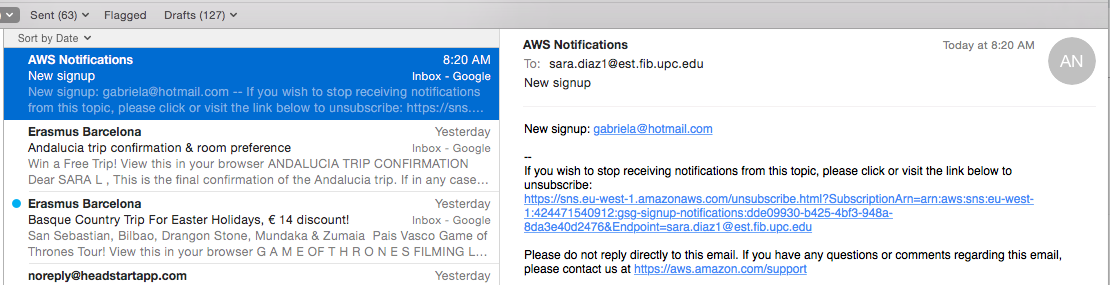 Sent (63) Flagged Drafts (127)
Sort by Date
AWS Notifications 8:20 AM
New signup Inbox - Google
New signup: gabriela@hotmail.com -- If you wish to stop receiving notifications
from this topic, please click or visit the link below to unsubscribe: https://sns....
Erasmus Barcelona Yesterday
Andalucia trip confirmation & room preference Inbox - Google
Win a Free Trip! View this in your browser ANDALUCIA TRIP CONFIRMATION
Dear SARA L , This is the final confirmation of the Andalucia trip. If in any case...
Erasmus Barcelona Yesterday
Basque Country Trip For Easter Holidays, € 14 discount! Inbox - Google
San Sebastian, Bilbao, Drangon Stone, Mundaka & Zumaia Pais Vasco Game of
Thrones Tour! View this in your browser G A M E O F T H R O N E S FILMING L...
noreply@headstartapp.com Yesterday
AWS Notifications Today at 8:20 AM
To: sara.diaz1@est.fib.upc.edu
New signup
AN
New signup: gabriela@hotmail.com
--
If you wish to stop receiving notifications from this topic, please click or visit the link below to
unsubscribe:
https://sns.eu-west-1.amazonaws.com/unsubscribe.html?SubscriptionArn=arn:aws:sns:eu-west-
1:424471540912:gsg-signup-notifications:dde09930-b425-4bf3-948a-
8da3e40d2476&Endpoint=sara.diaz1@est.fib.upc.edu
Please do not reply directly to this email. If you have any questions or comments regarding this email,
please contact us at https://aws.amazon.com/support